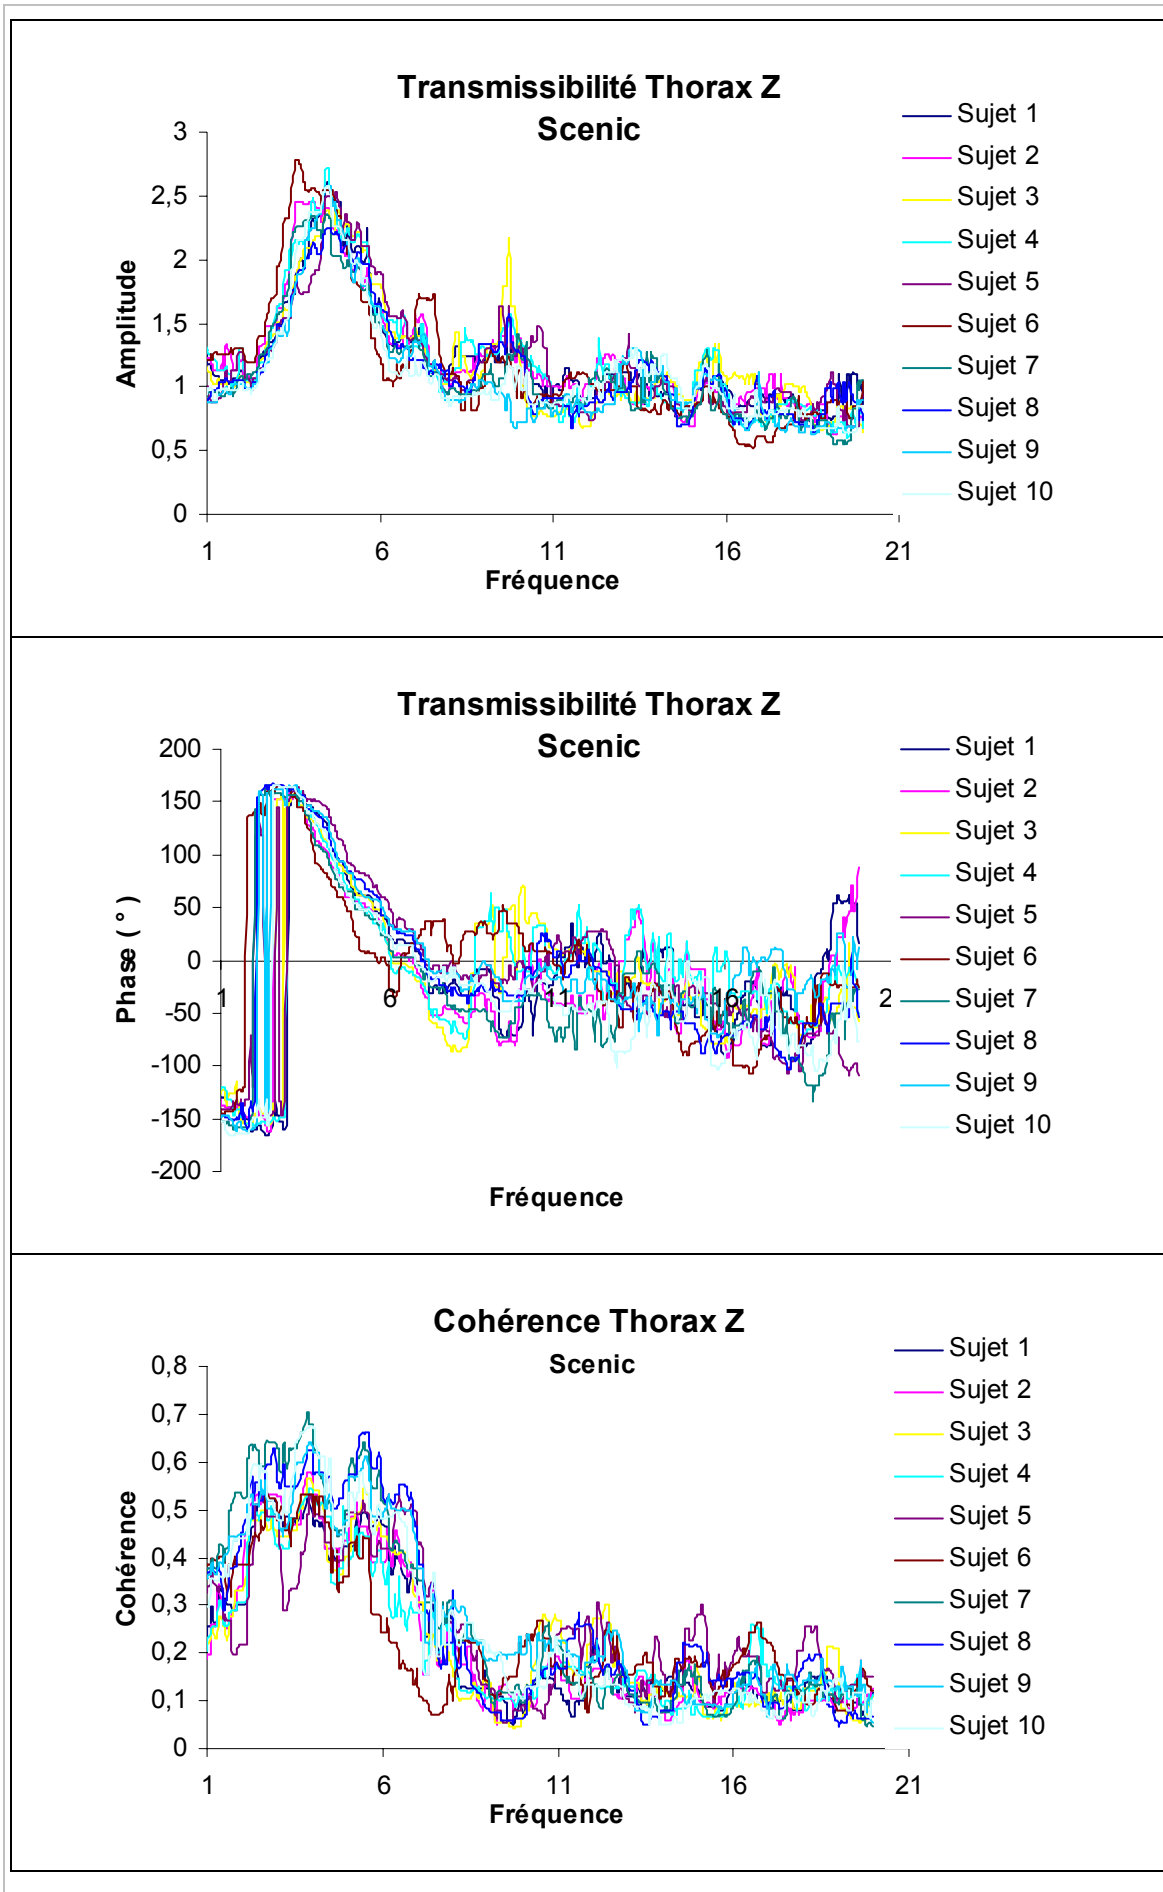 Transmissibilité Thorax Z
Scenic
Amplitude
3
2,5
2
1,5
1
0,5
0
1 6 11 16 21
Fréquence
Sujet 1
Sujet 2
Sujet 3
Sujet 4
Sujet 5
Sujet 6
Sujet 7
Sujet 8
Sujet 9
Sujet 10
Transmissibilité Thorax Z
Scenic
Phase ( ° )
200
150
100
50
0
-50
-100
-150
-200
1 6 11 16 2
Fréquence
Sujet 1
Sujet 2
Sujet 3
Sujet 4
Sujet 5
Sujet 6
Sujet 7
Sujet 8
Sujet 9
Sujet 10
Cohérence Thorax Z
Scenic
Cohérence
0,8
0,7
0,6
0,5
0,4
0,3
0,2
0,1
0
1 6 11 16 21
Fréquence
Sujet 1
Sujet 2
Sujet 3
Sujet 4
Sujet 5
Sujet 6
Sujet 7
Sujet 8
Sujet 9
Sujet 10